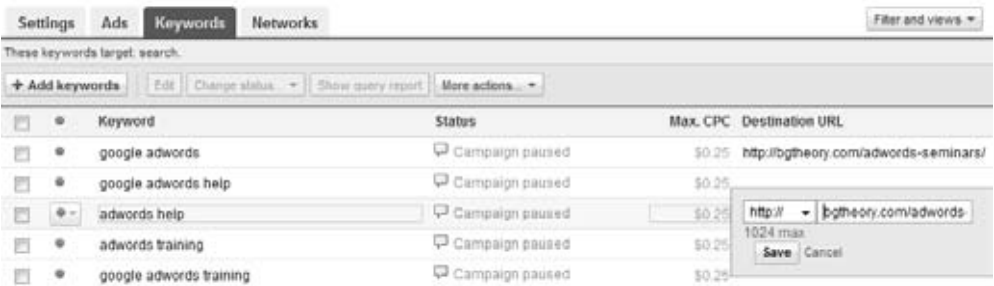 Settings Ads Keywords Networks Filter and views
These keywords target: search.
+ Add keywords Edit Change status... Show query report More actions...
Keyword Status Max. CPC Destination URL
google adwords Campaign paused $0.25 http://bgtheory.com/adwords-seminars/
google adwords help Campaign paused $0.25
adwords help Campaign paused $0.25 http:// bgtheory.com/adwords-
1024 max
adwords training Campaign paused $0.25 Save Cancel
google adwords training Campaign paused $0.25